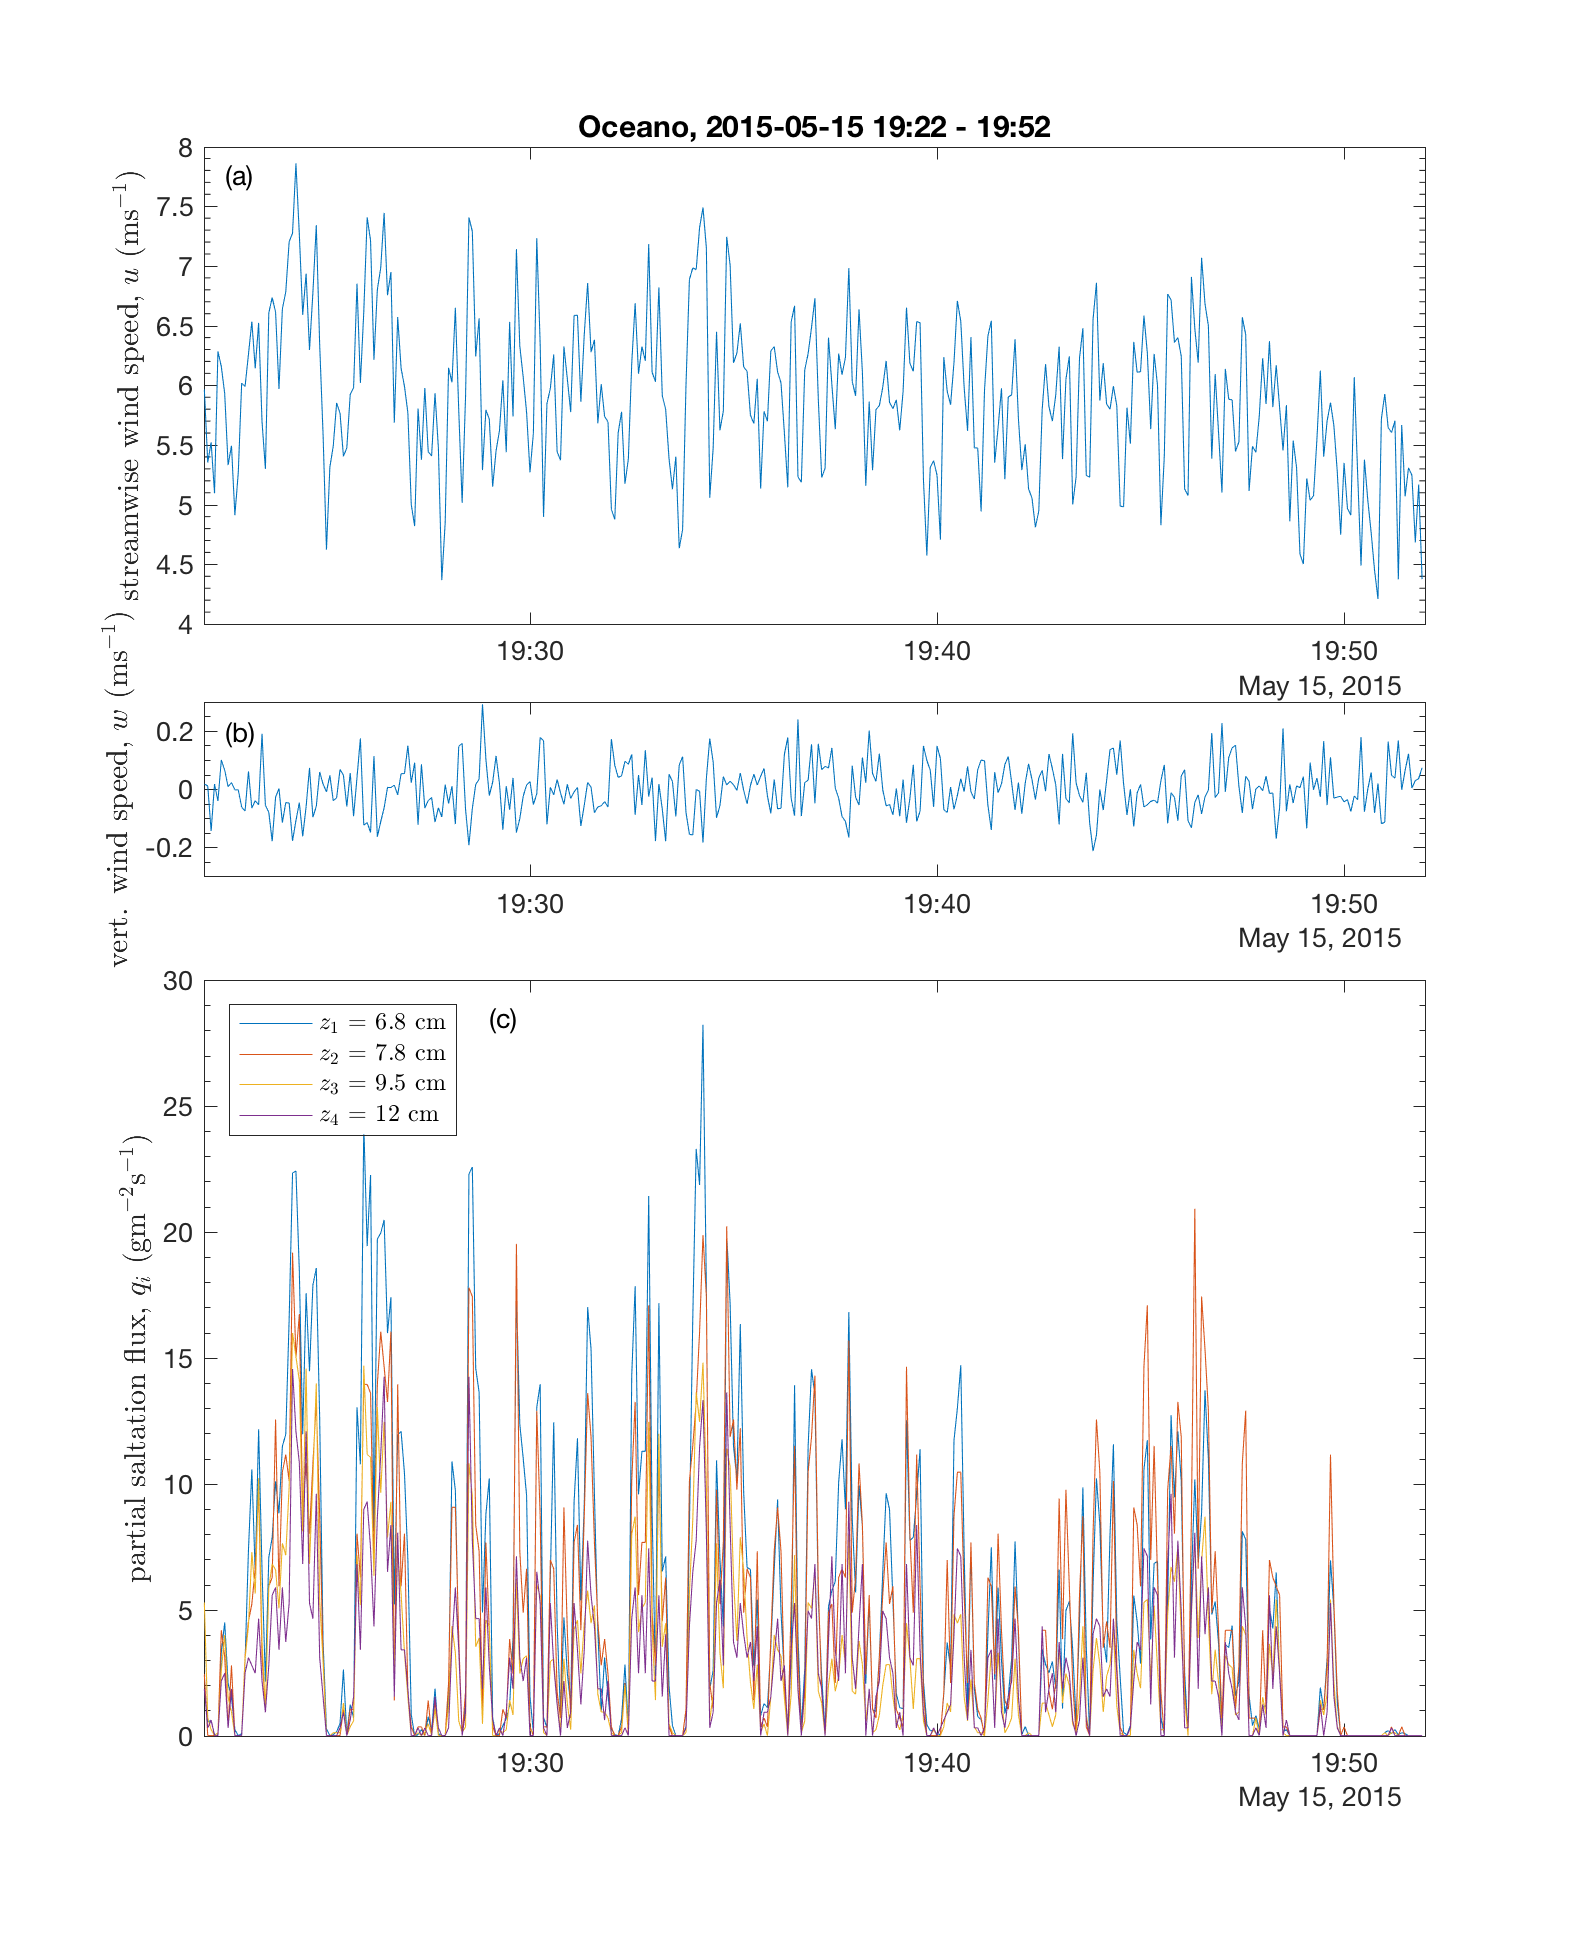 Oceano, 2015-05-15 19:22 - 19:52
(a)
streamwise wind speed, u (ms⁻¹)
8
7.5
7
6.5
6
5.5
5
4.5
4
19:30 19:40 19:50
May 15, 2015
(b)
vert. wind speed, w (ms⁻¹)
0.2
0
-0.2
19:30 19:40 19:50
May 15, 2015
(c)
partial saltation flux, qᵢ (gm⁻²s⁻¹)
30
25
20
15
10
5
0
z₁ = 6.8 cm
z₂ = 7.8 cm
z₃ = 9.5 cm
z₄ = 12 cm
19:30 19:40 19:50
May 15, 2015